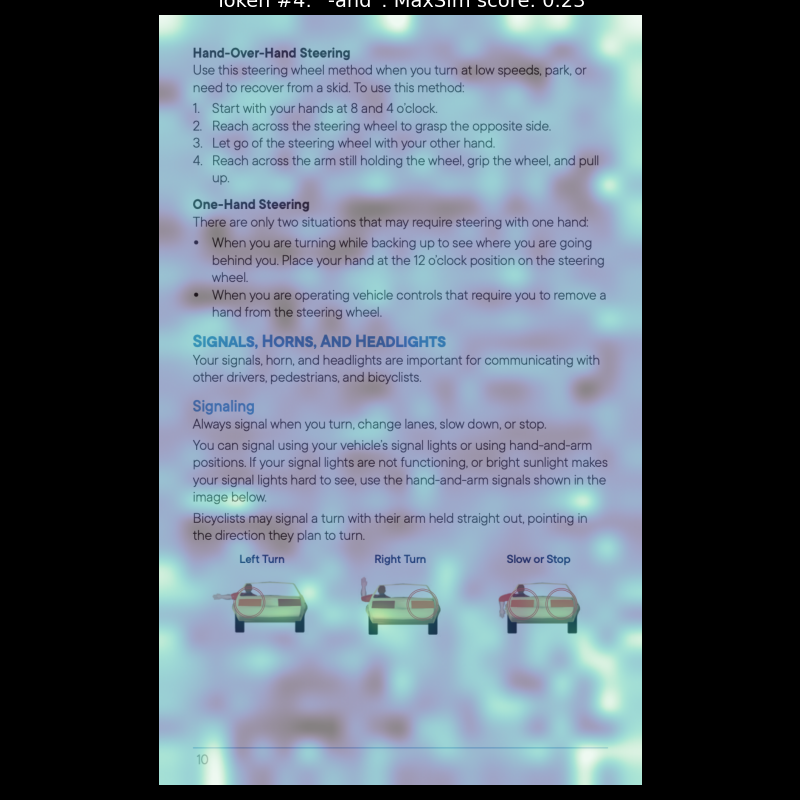 Token #4: "-and". MaxSim score: 0.23
Hand-Over-Hand Steering
Use this steering wheel method when you turn at low speeds, park, or
need to recover from a skid. To use this method:
1. Start with your hands at 8 and 4 o'clock.
2. Reach across the steering wheel to grasp the opposite side.
3. Let go of the steering wheel with your other hand.
4. Reach across the arm still holding the wheel, grip the wheel, and pull
up.
One-Hand Steering
There are only two situations that may require steering with one hand:
• When you are turning while backing up to see where you are going
behind you. Place your hand at the 12 o'clock position on the steering
wheel.
• When you are operating vehicle controls that require you to remove a
hand from the steering wheel.
SIGNALS, HORNS, AND HEADLIGHTS
Your signals, horn, and headlights are important for communicating with
other drivers, pedestrians, and bicyclists.
Signaling
Always signal when you turn, change lanes, slow down, or stop.
You can signal using your vehicle's signal lights or using hand-and-arm
positions. If your signal lights are not functioning, or bright sunlight makes
your signal lights hard to see, use the hand-and-arm signals shown in the
image below.
Bicyclists may signal a turn with their arm held straight out, pointing in
the direction they plan to turn.
Left Turn Right Turn Slow or Stop
10